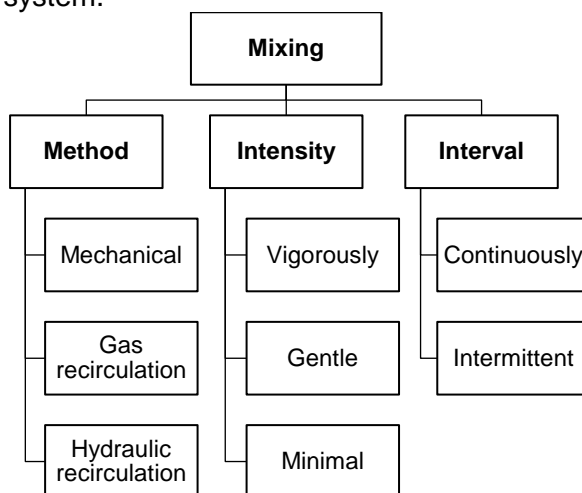 system.
Mixing
Method
Intensity
Interval
Mechanical
Vigorously
Continuously
Gas
recirculation
Gentle
Intermittent
Hydraulic
recirculation
Minimal